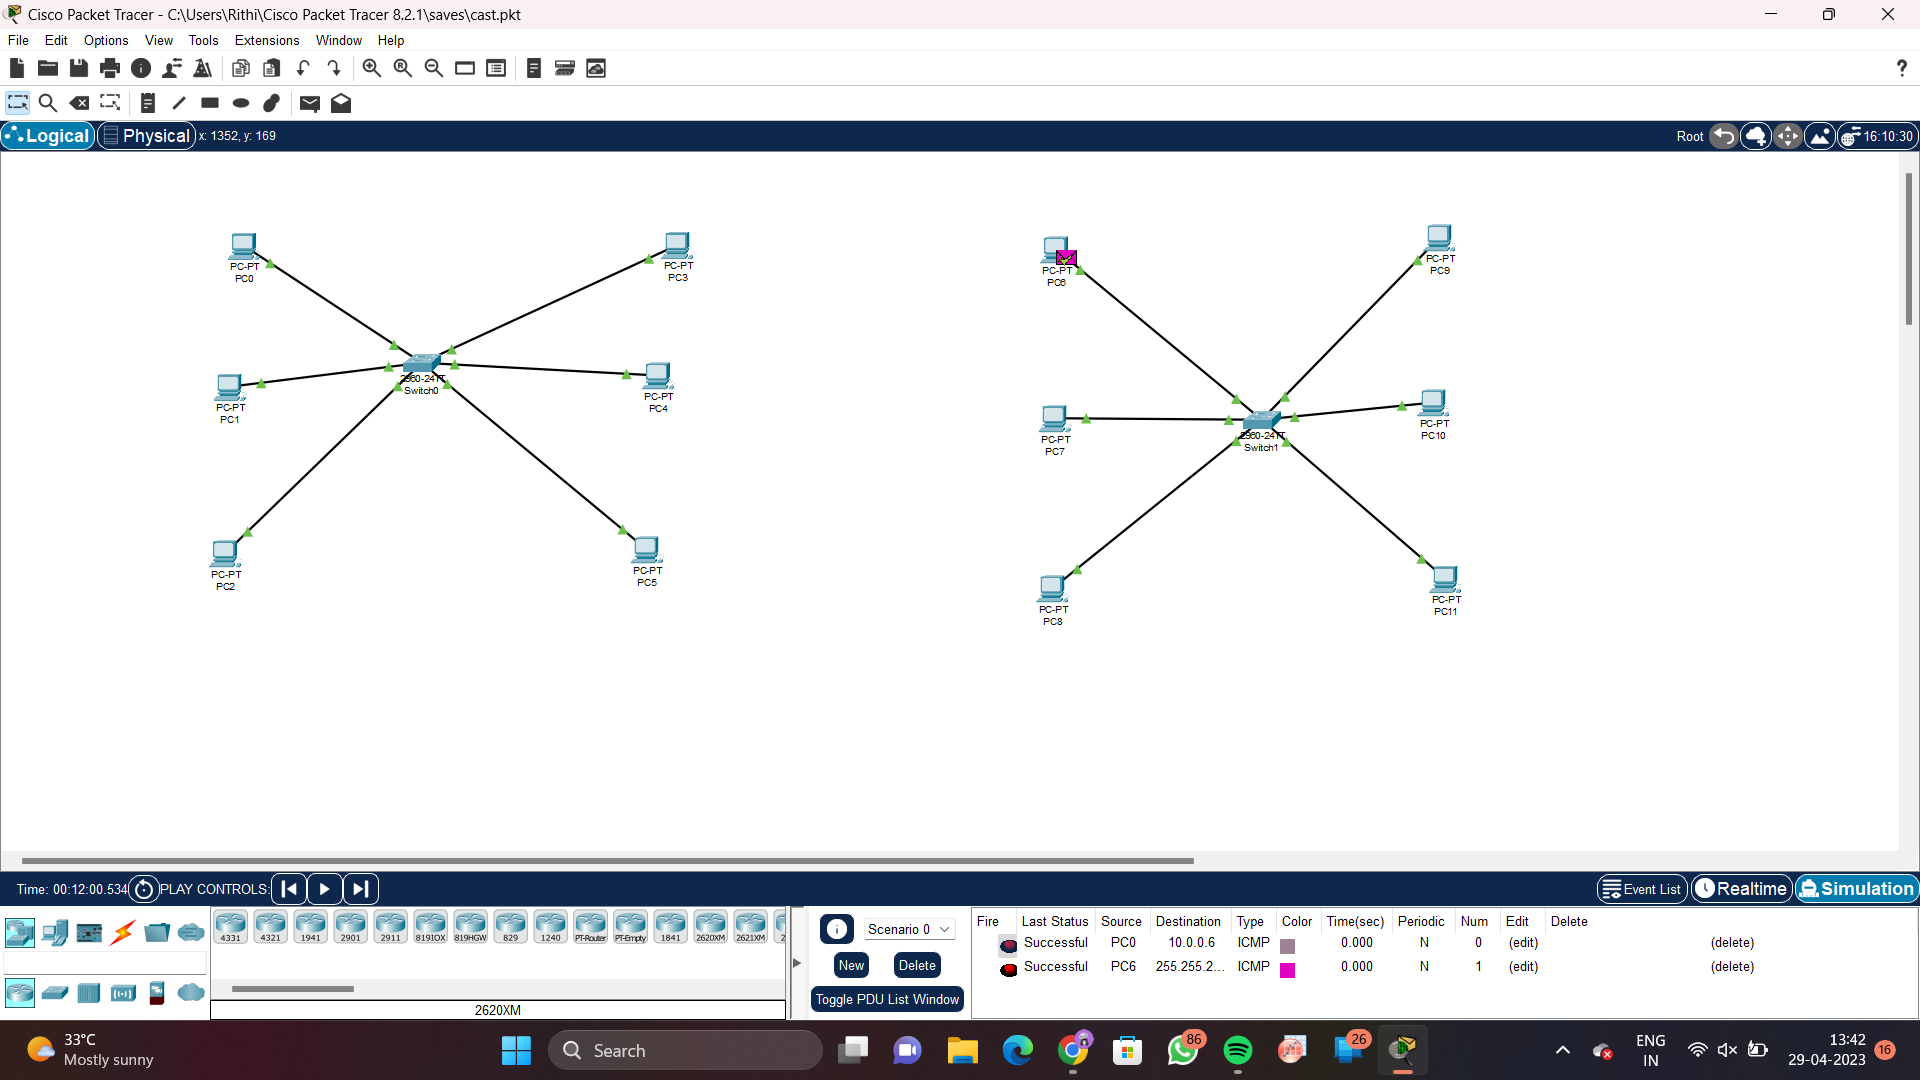 Cisco Packet Tracer - C:\Users\Rithi\Cisco Packet Tracer 8.2.1\saves\cast.pkt
File Edit Options View Tools Extensions Window Help
?
Logical Physical x: 1352, y: 169 Root 16:10:30
PC-PT
PC0
PC-PT
PC3
PC-PT
PC6
PC-PT
PC9
2960-24TT
Switch0
PC-PT
PC1
PC-PT
PC4
PC-PT
PC7
2960-24TT
Switch1
PC-PT
PC10
PC-PT
PC2
PC-PT
PC5
PC-PT
PC8
PC-PT
PC11
Time: 00:12:00.534 PLAY CONTROLS: Event List Realtime Simulation
4331 4321 1941 2901 2911 819IOX 819HGW 829 1240 PT-Router PT-Empty 1841 2620XM 2621XM 2
2620XM
Scenario 0
New Delete
Toggle PDU List Window
Fire Last Status Source Destination Type Color Time(sec) Periodic Num Edit Delete
Successful PC0 10.0.0.6 ICMP 0.000 N 0 (edit) (delete)
Successful PC6 255.255.2... ICMP 0.000 N 1 (edit) (delete)
33°C
Mostly sunny
Search
86
26
ENG
IN
13:42
29-04-2023
16